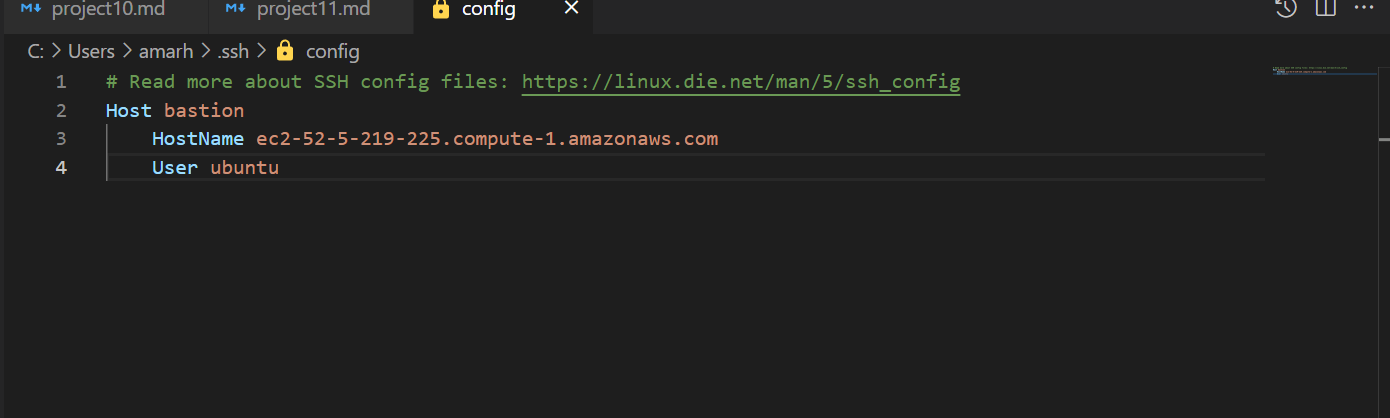 project10.md project11.md config
C: > Users > amarh > .ssh > config
1 # Read more about SSH config files: https://linux.die.net/man/5/ssh_config
2 Host bastion
3 HostName ec2-52-5-219-225.compute-1.amazonaws.com
4 User ubuntu